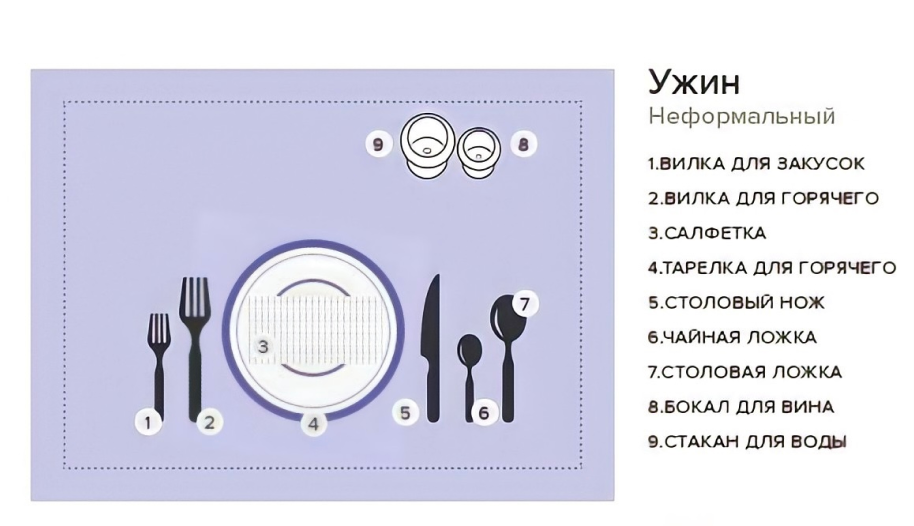 Ужин
Неформальный
1.ВИЛКА ДЛЯ ЗАКУСОК
2.ВИЛКА ДЛЯ ГОРЯЧЕГО
3.САЛФЕТКА
4.ТАРЕЛКА ДЛЯ ГОРЯЧЕГО
5.СТОЛОВЫЙ НОЖ
6.ЧАЙНАЯ ЛОЖКА
7.СТОЛОВАЯ ЛОЖКА
8.БОКАЛ ДЛЯ ВИНА
9.СТАКАН ДЛЯ ВОДЫ
9 8
7
3
1 2 4 5 6